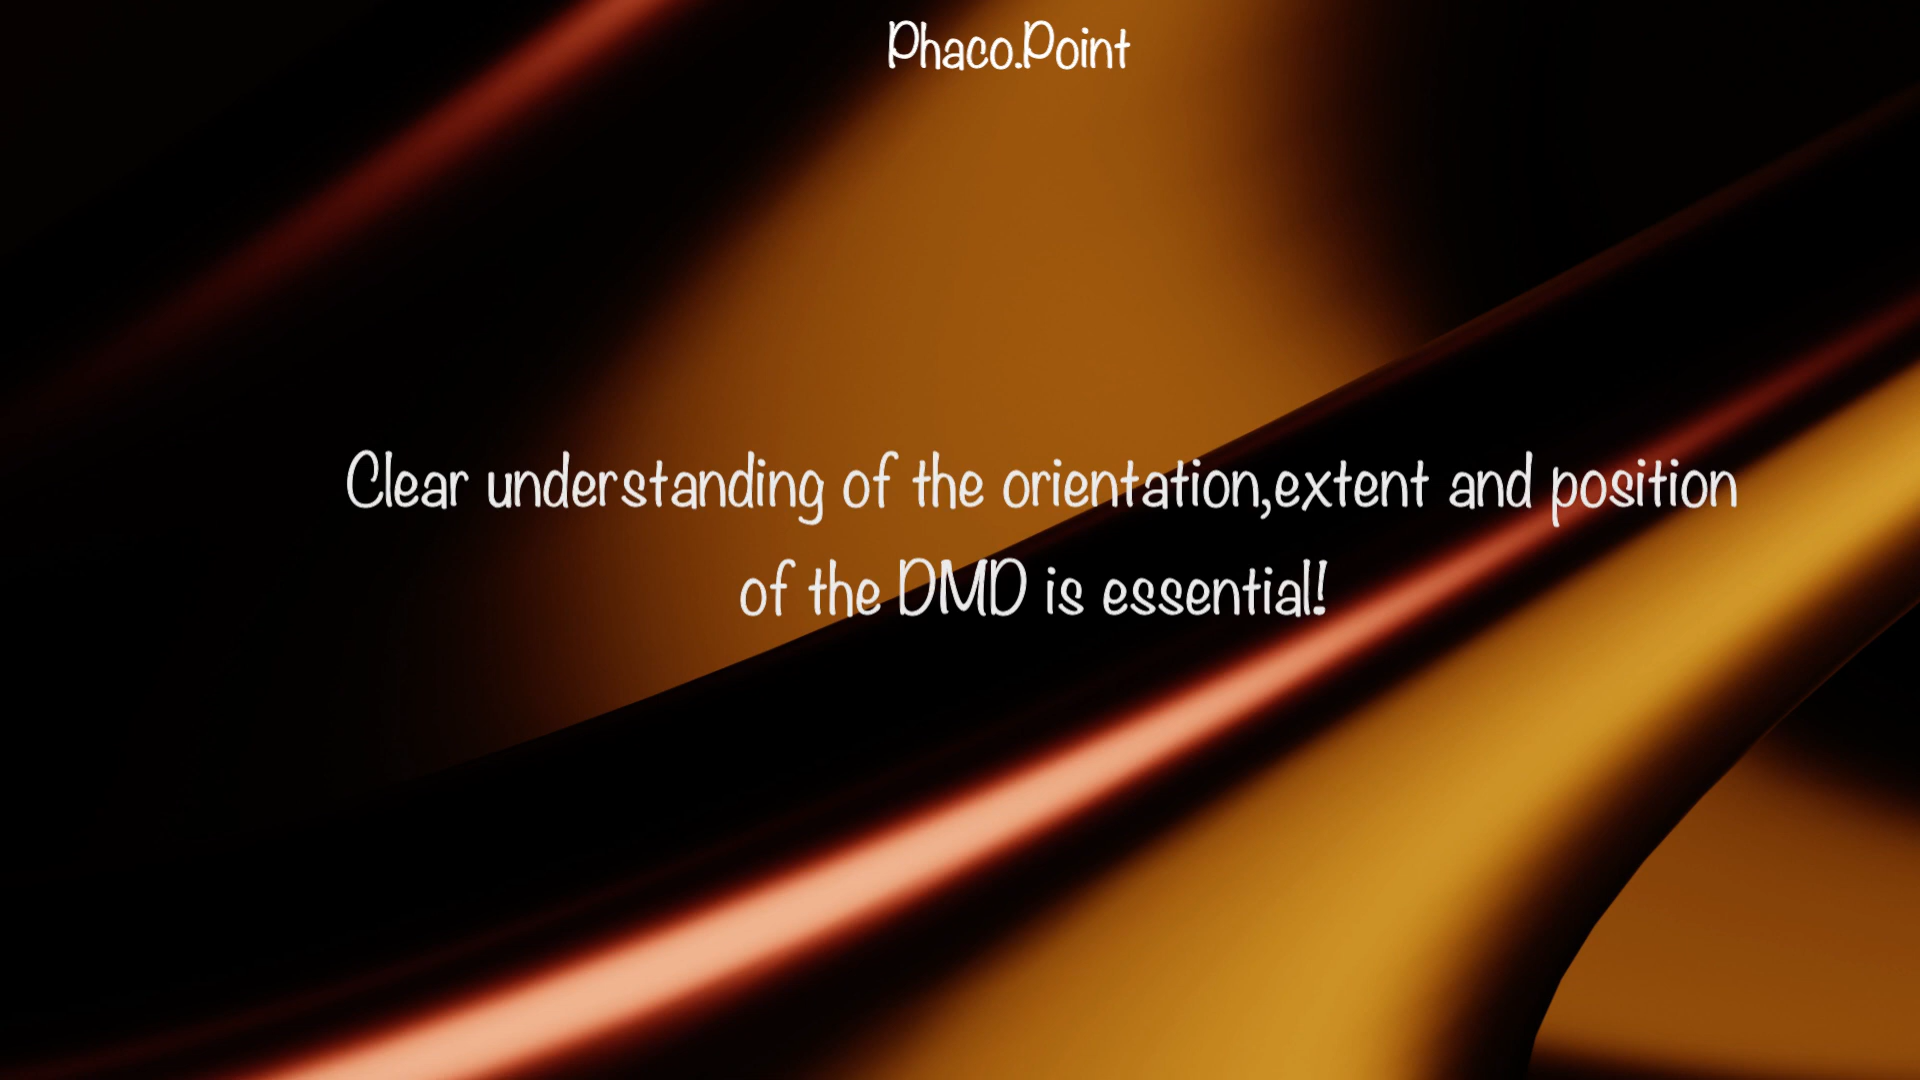 Phaco.Point
Clear understanding of the orientation,extent and position
of the DMD is essential!